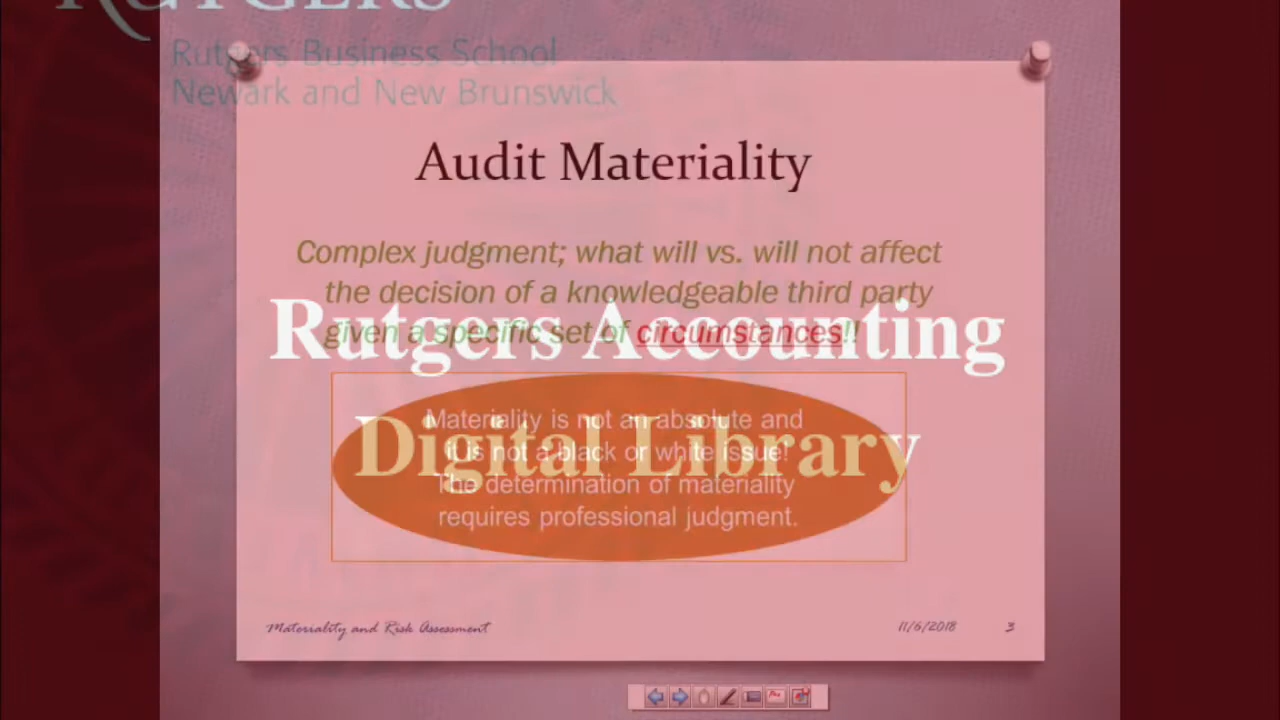 RUTGERS
Rutgers Business School
Newark and New Brunswick
Audit Materiality
Complex judgment; what will vs. will not affect
the decision of a knowledgeable third party
given a specific set of circumstances!!
Rutgers Accounting
Digital Library
Materiality is not an absolute and
it is not a black or white issue!
The determination of materiality
requires professional judgment.
Materiality and Risk Assessment
11/6/2018
3